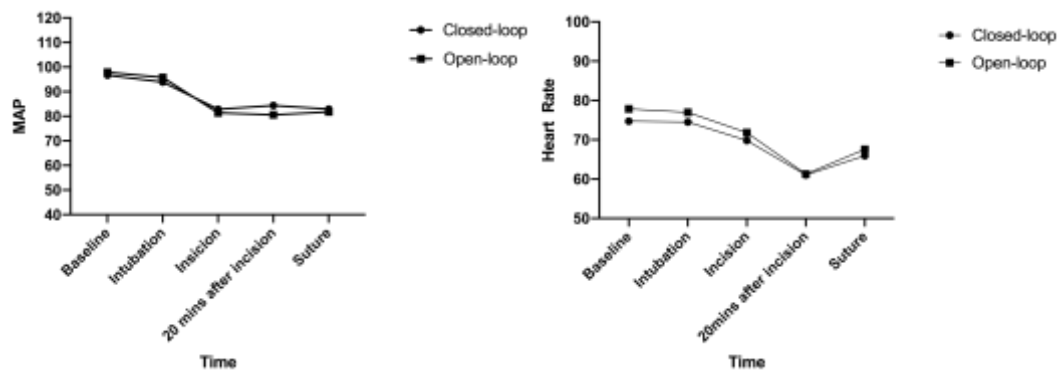 120
110
100
90
80
70
60
50
40
MAP
Baseline
Intubation
Insicion
20 mins after incision
Suture
Time
Closed-loop
Open-loop
100
90
80
70
60
50
Heart Rate
Baseline
Intubation
Incision
20mins after incision
Suture
Time
Closed-loop
Open-loop